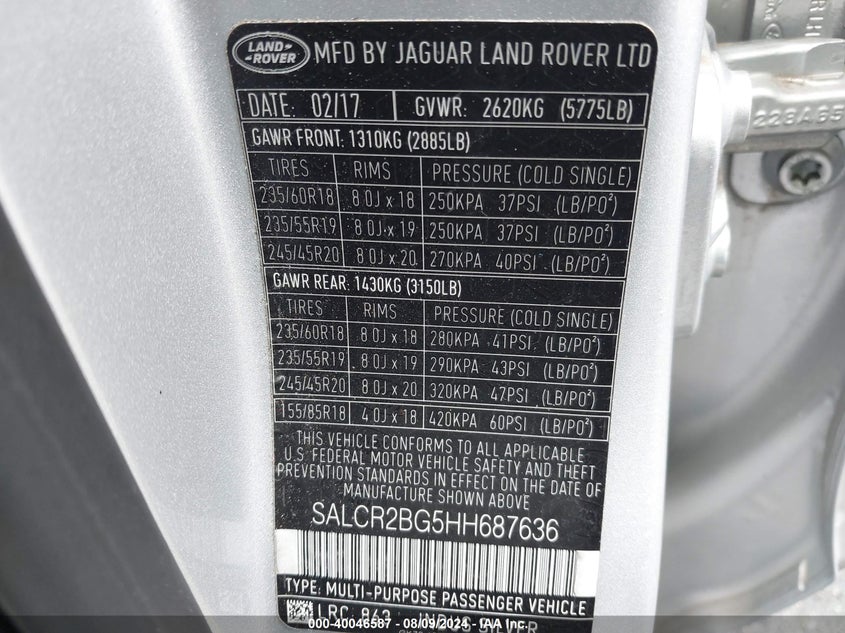 LAND ROVER MFD BY JAGUAR LAND ROVER LTD
DATE: 02/17 GVWR: 2620KG (5775LB)
GAWR FRONT: 1310KG (2885LB)
TIRES RIMS PRESSURE (COLD SINGLE)
235/60R18 8.0J x 18 250KPA 37PSI (LB/PO²)
235/55R19 8.0J x 19 250KPA 37PSI (LB/PO²)
245/45R20 8.0J x 20 270KPA 40PSI (LB/PO²)
GAWR REAR: 1430KG (3150LB)
TIRES RIMS PRESSURE (COLD SINGLE)
235/60R18 8.0J x 18 280KPA 41PSI (LB/PO²)
235/55R19 8.0J x 19 290KPA 43PSI (LB/PO²)
245/45R20 8.0J x 20 320KPA 47PSI (LB/PO²)
155/85R18 4.0J x 18 420KPA 60PSI (LB/PO²)
THIS VEHICLE CONFORMS TO ALL APPLICABLE
U.S. FEDERAL MOTOR VEHICLE SAFETY AND THEFT
PREVENTION STANDARDS IN EFFECT ON THE DATE OF
MANUFACTURE SHOWN ABOVE
SALCR2BG5HH687636
TYPE: MULTI-PURPOSE PASSENGER VEHICLE
LRC: 863 INDUS SILVER
228A65
000-40046587 - 08/09/2024 - IAA Inc.